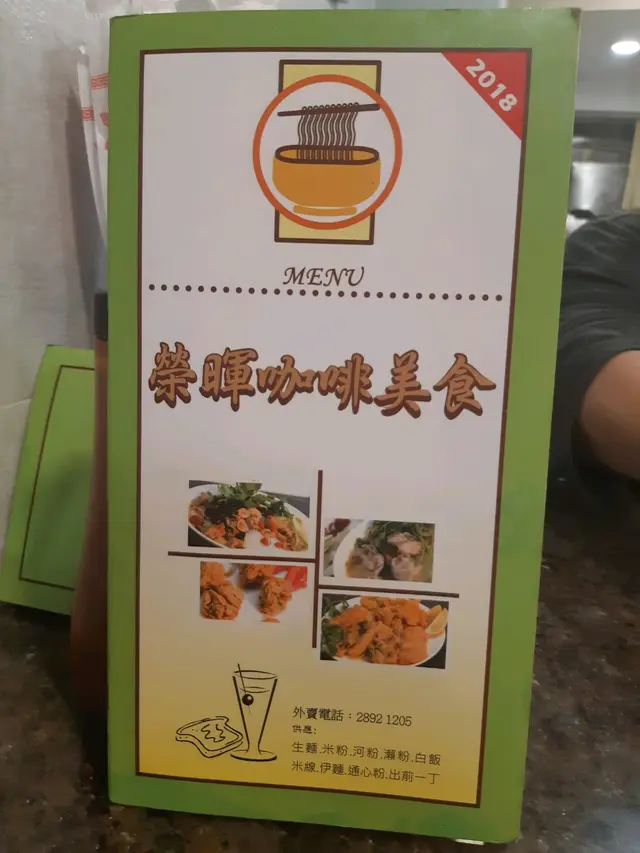 2018
MENU
榮暉咖啡美食
外賣電話：2892 1205
供應：
生麵.米粉.河粉.瀨粉.白飯
米線.伊麵.通心粉.出前一丁